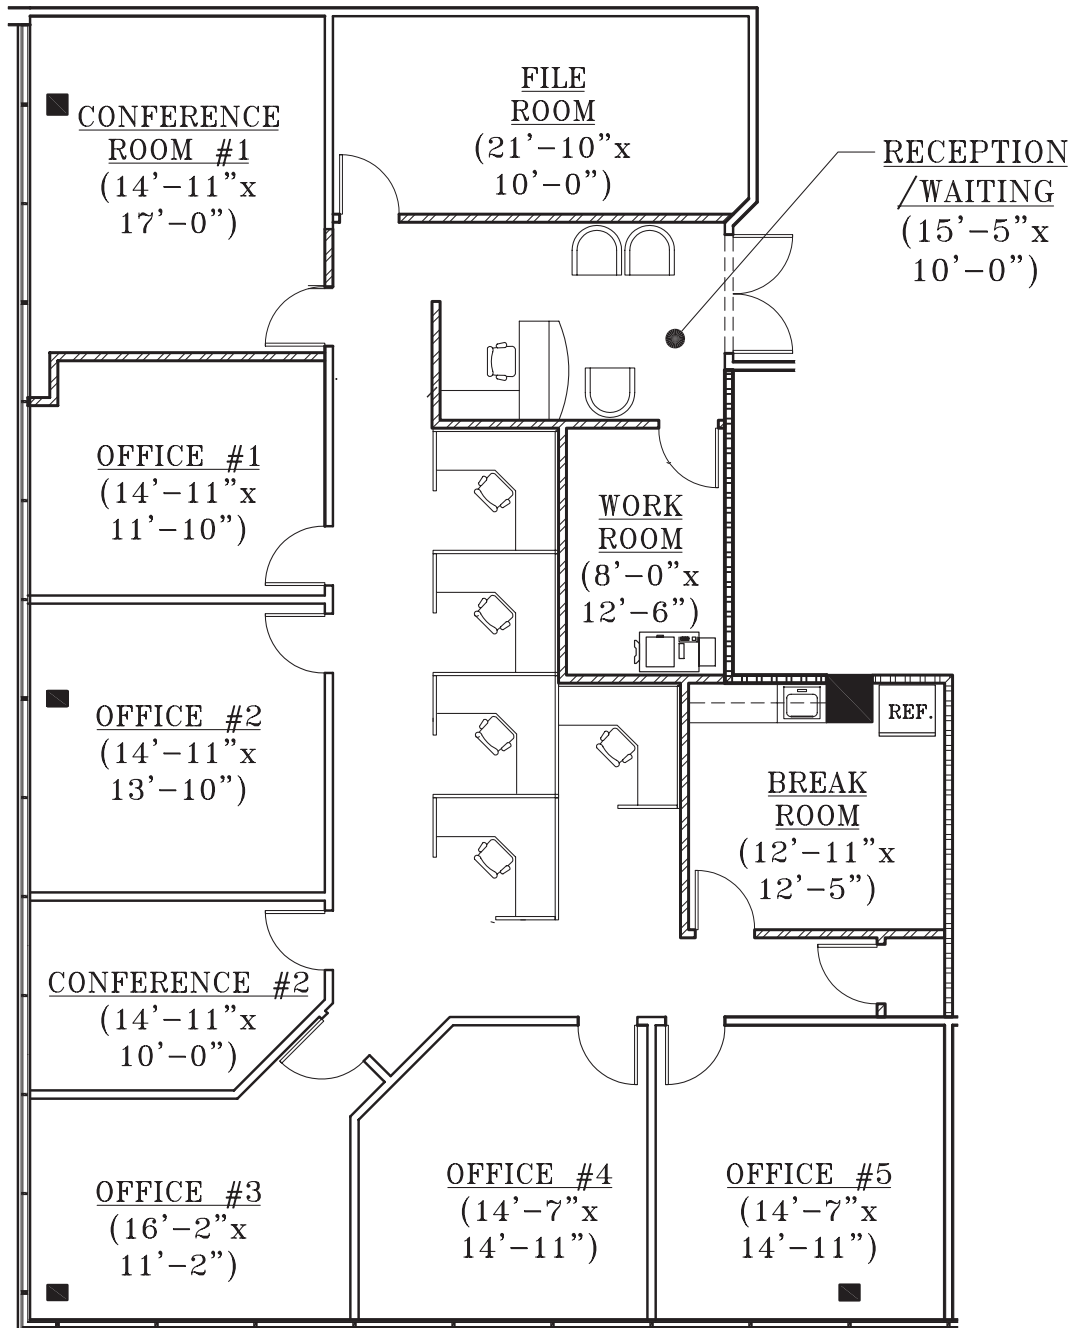 CONFERENCE
ROOM #1
(14'-11"x
17'-0")
FILE
ROOM
(21'-10"x
10'-0")
RECEPTION
/WAITING
(15'-5"x
10'-0")
OFFICE #1
(14'-11"x
11'-10")
WORK
ROOM
(8'-0"x
12'-6")
OFFICE #2
(14'-11"x
13'-10")
REF.
BREAK
ROOM
(12'-11"x
12'-5")
CONFERENCE #2
(14'-11"x
10'-0")
OFFICE #3
(16'-2"x
11'-2")
OFFICE #4
(14'-7"x
14'-11")
OFFICE #5
(14'-7"x
14'-11")